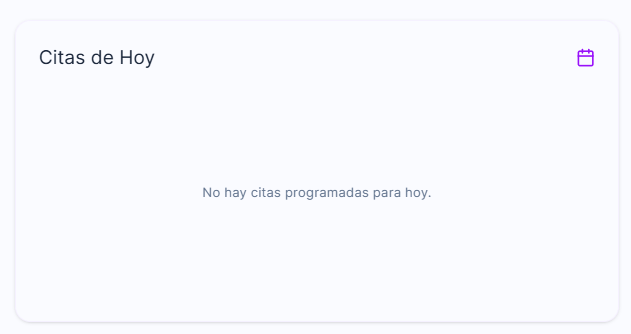 Citas de Hoy
No hay citas programadas para hoy.